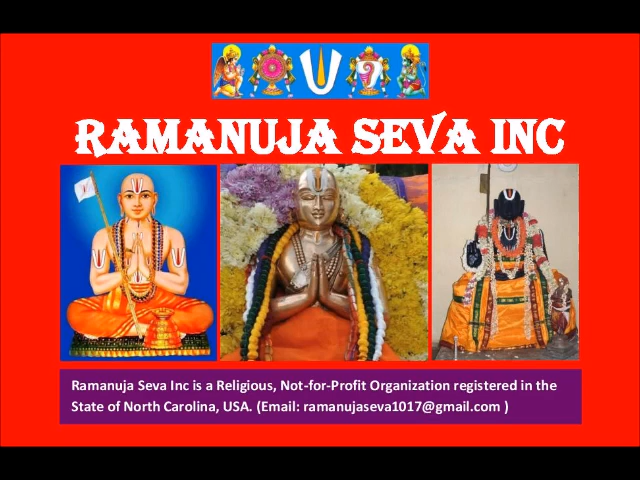 RAMANUJA SEVA INC
Ramanuja Seva Inc is a Religious, Not-for-Profit Organization registered in the
State of North Carolina, USA. (Email: ramanujaseva1017@gmail.com )